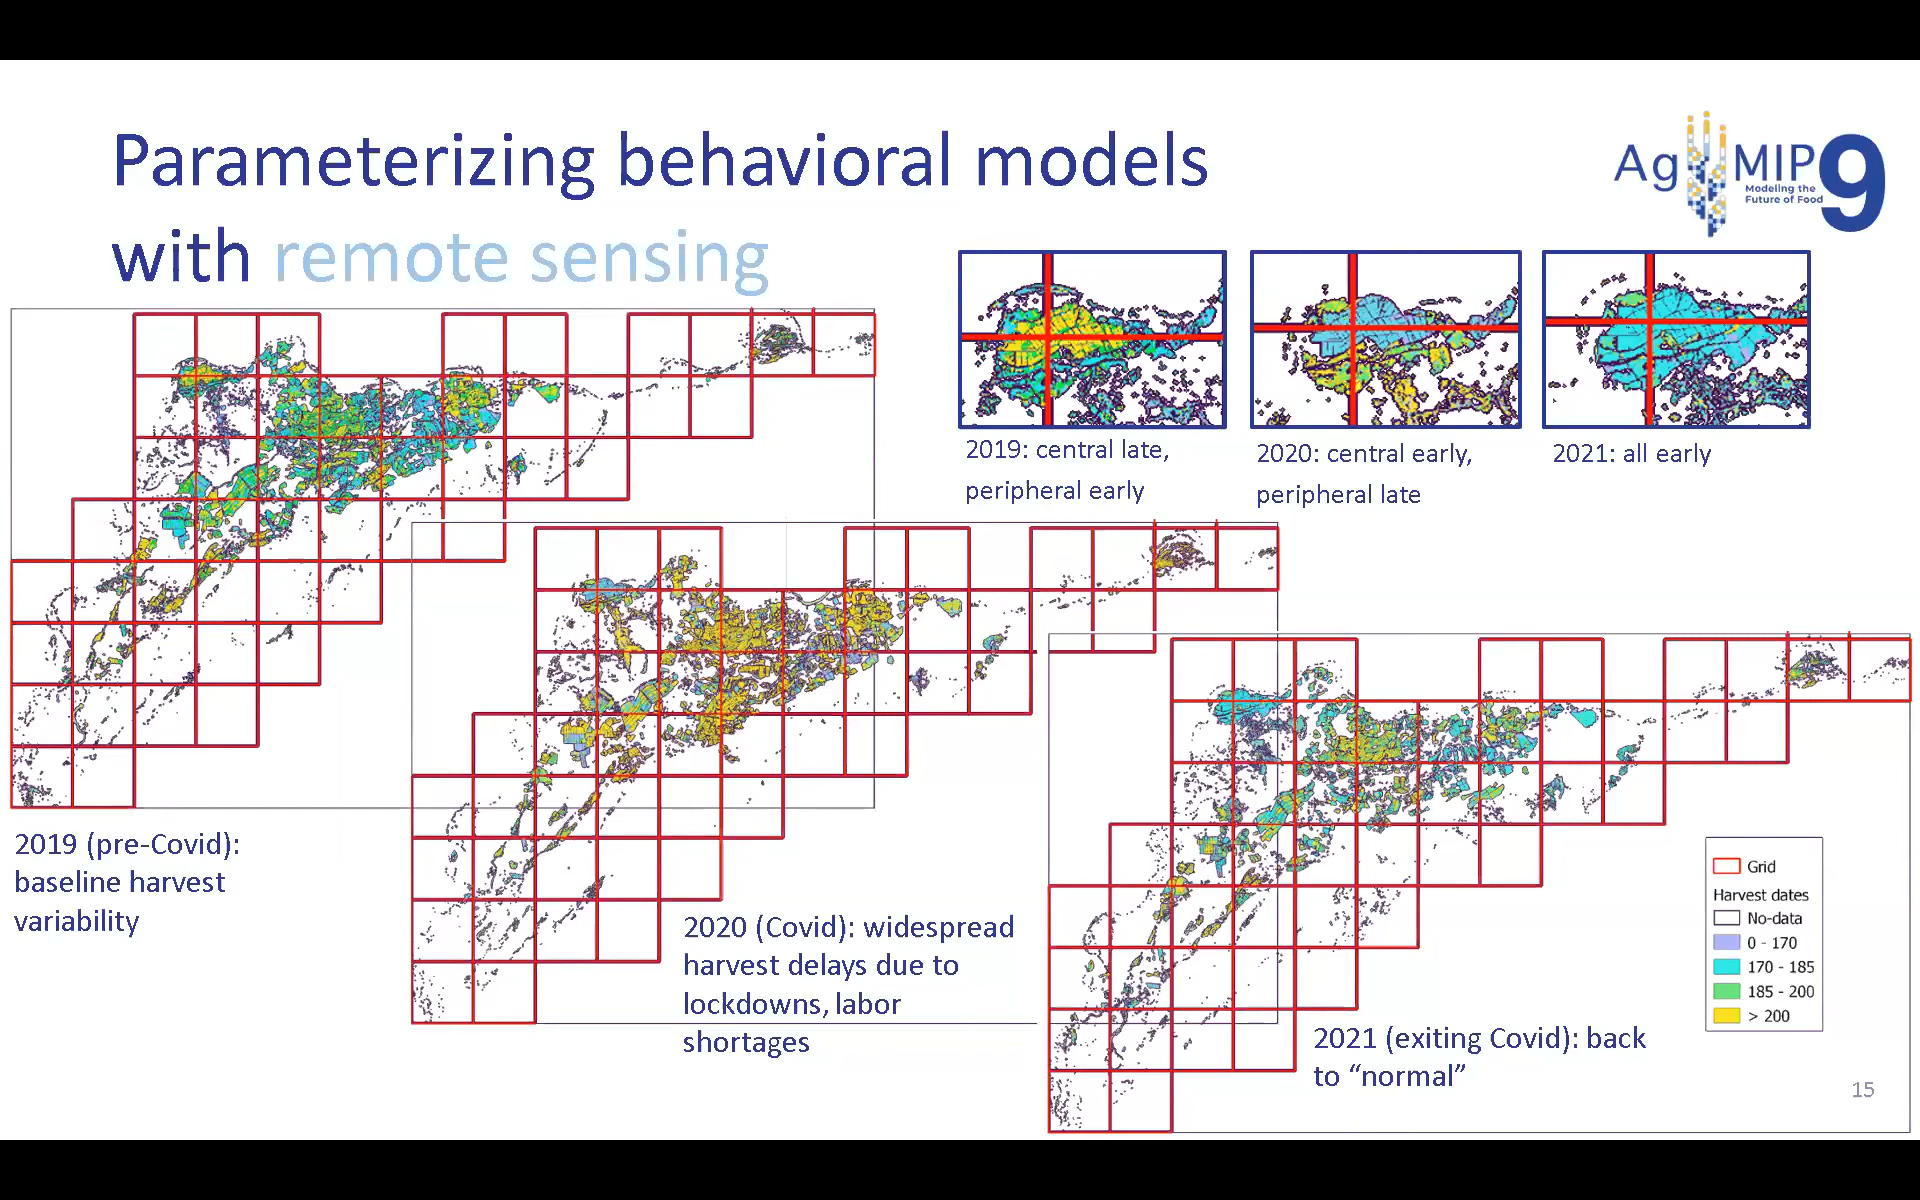 Parameterizing behavioral models
with remote sensing
AgMIP9
Modeling the
Future of Food
2019: central late,
peripheral early
2020: central early,
peripheral late
2021: all early
2019 (pre-Covid):
baseline harvest
variability
2020 (Covid): widespread
harvest delays due to
lockdowns, labor
shortages
2021 (exiting Covid): back
to “normal”
Grid
Harvest dates
No-data
0 - 170
170 - 185
185 - 200
> 200
15